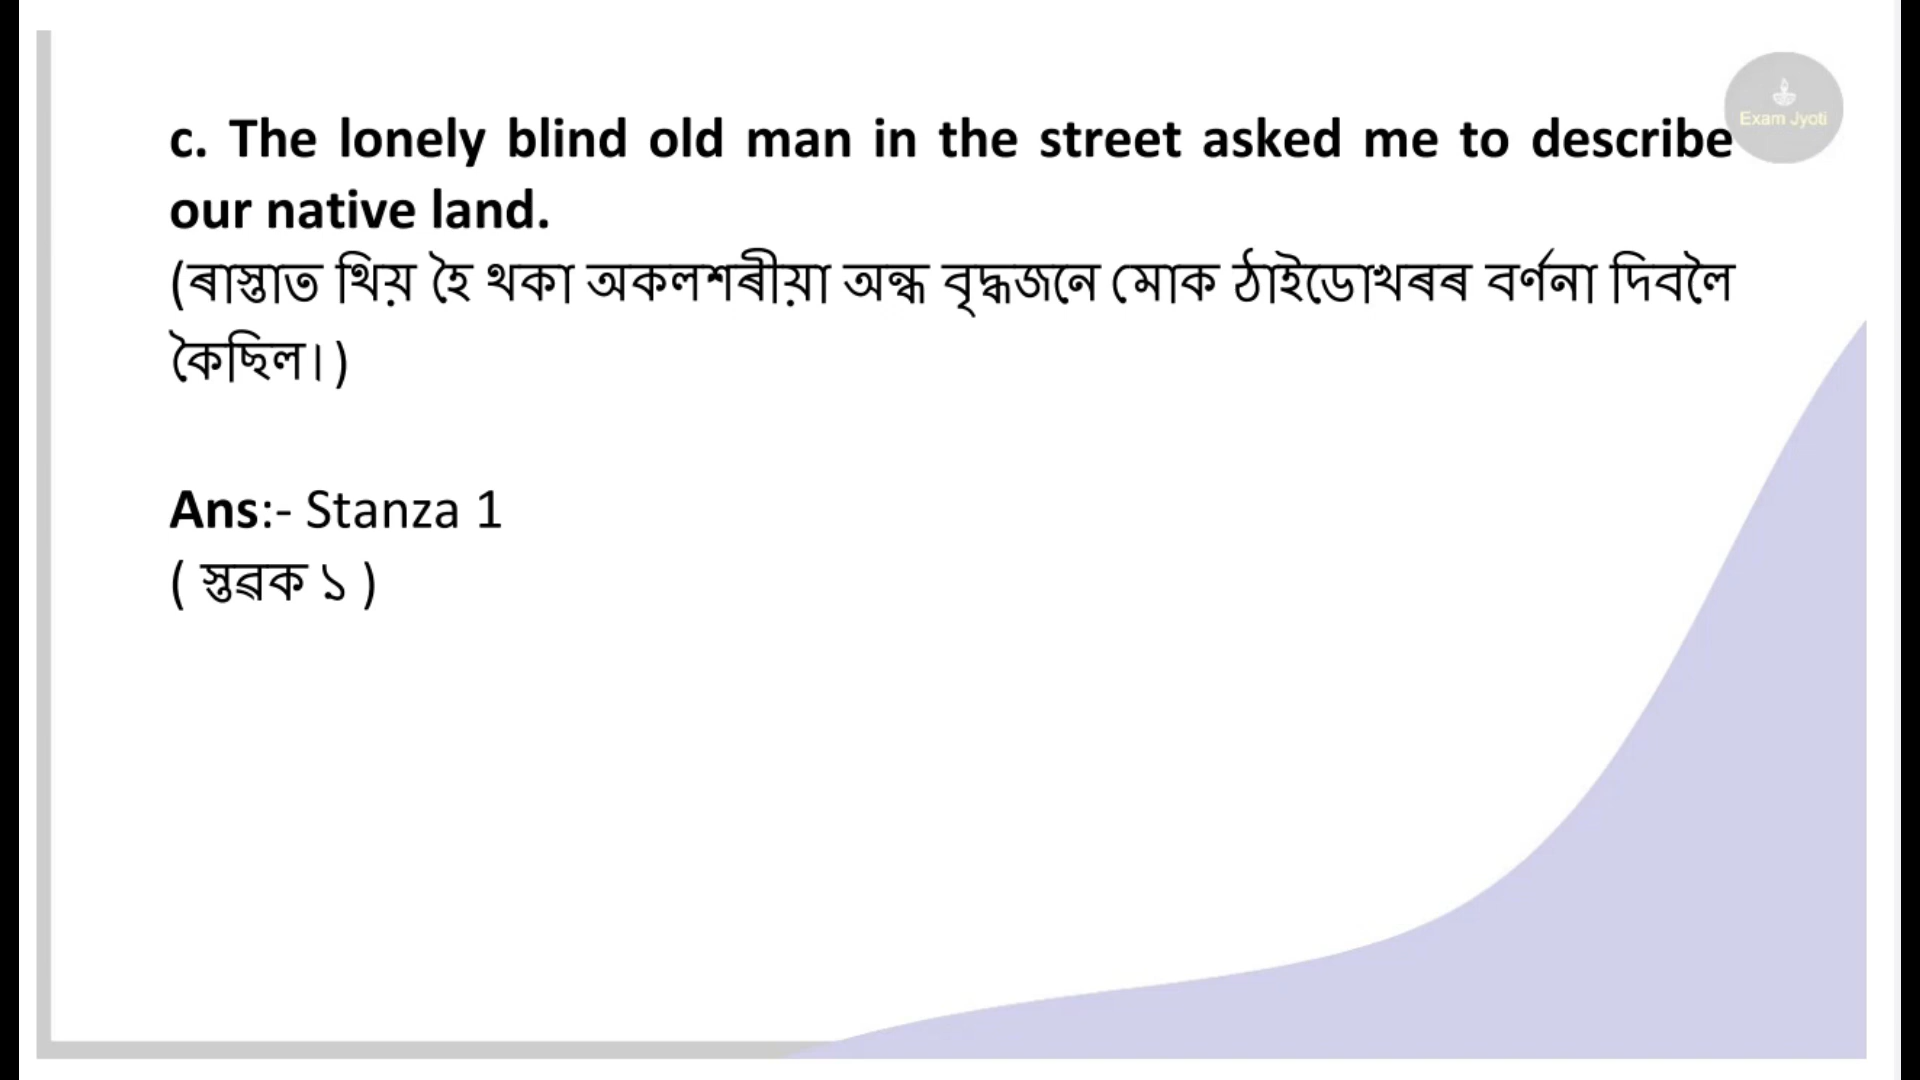 Exam Jyoti
c. The lonely blind old man in the street asked me to describe
our native land.
(ৰাস্তাত থিয় হৈ থকা অকলশৰীয়া অন্ধ বৃদ্ধজনে মোক ঠাইডোখৰৰ বৰ্ণনা দিবলৈ
কৈছিল।)
Ans:- Stanza 1
( স্তৱক ১ )